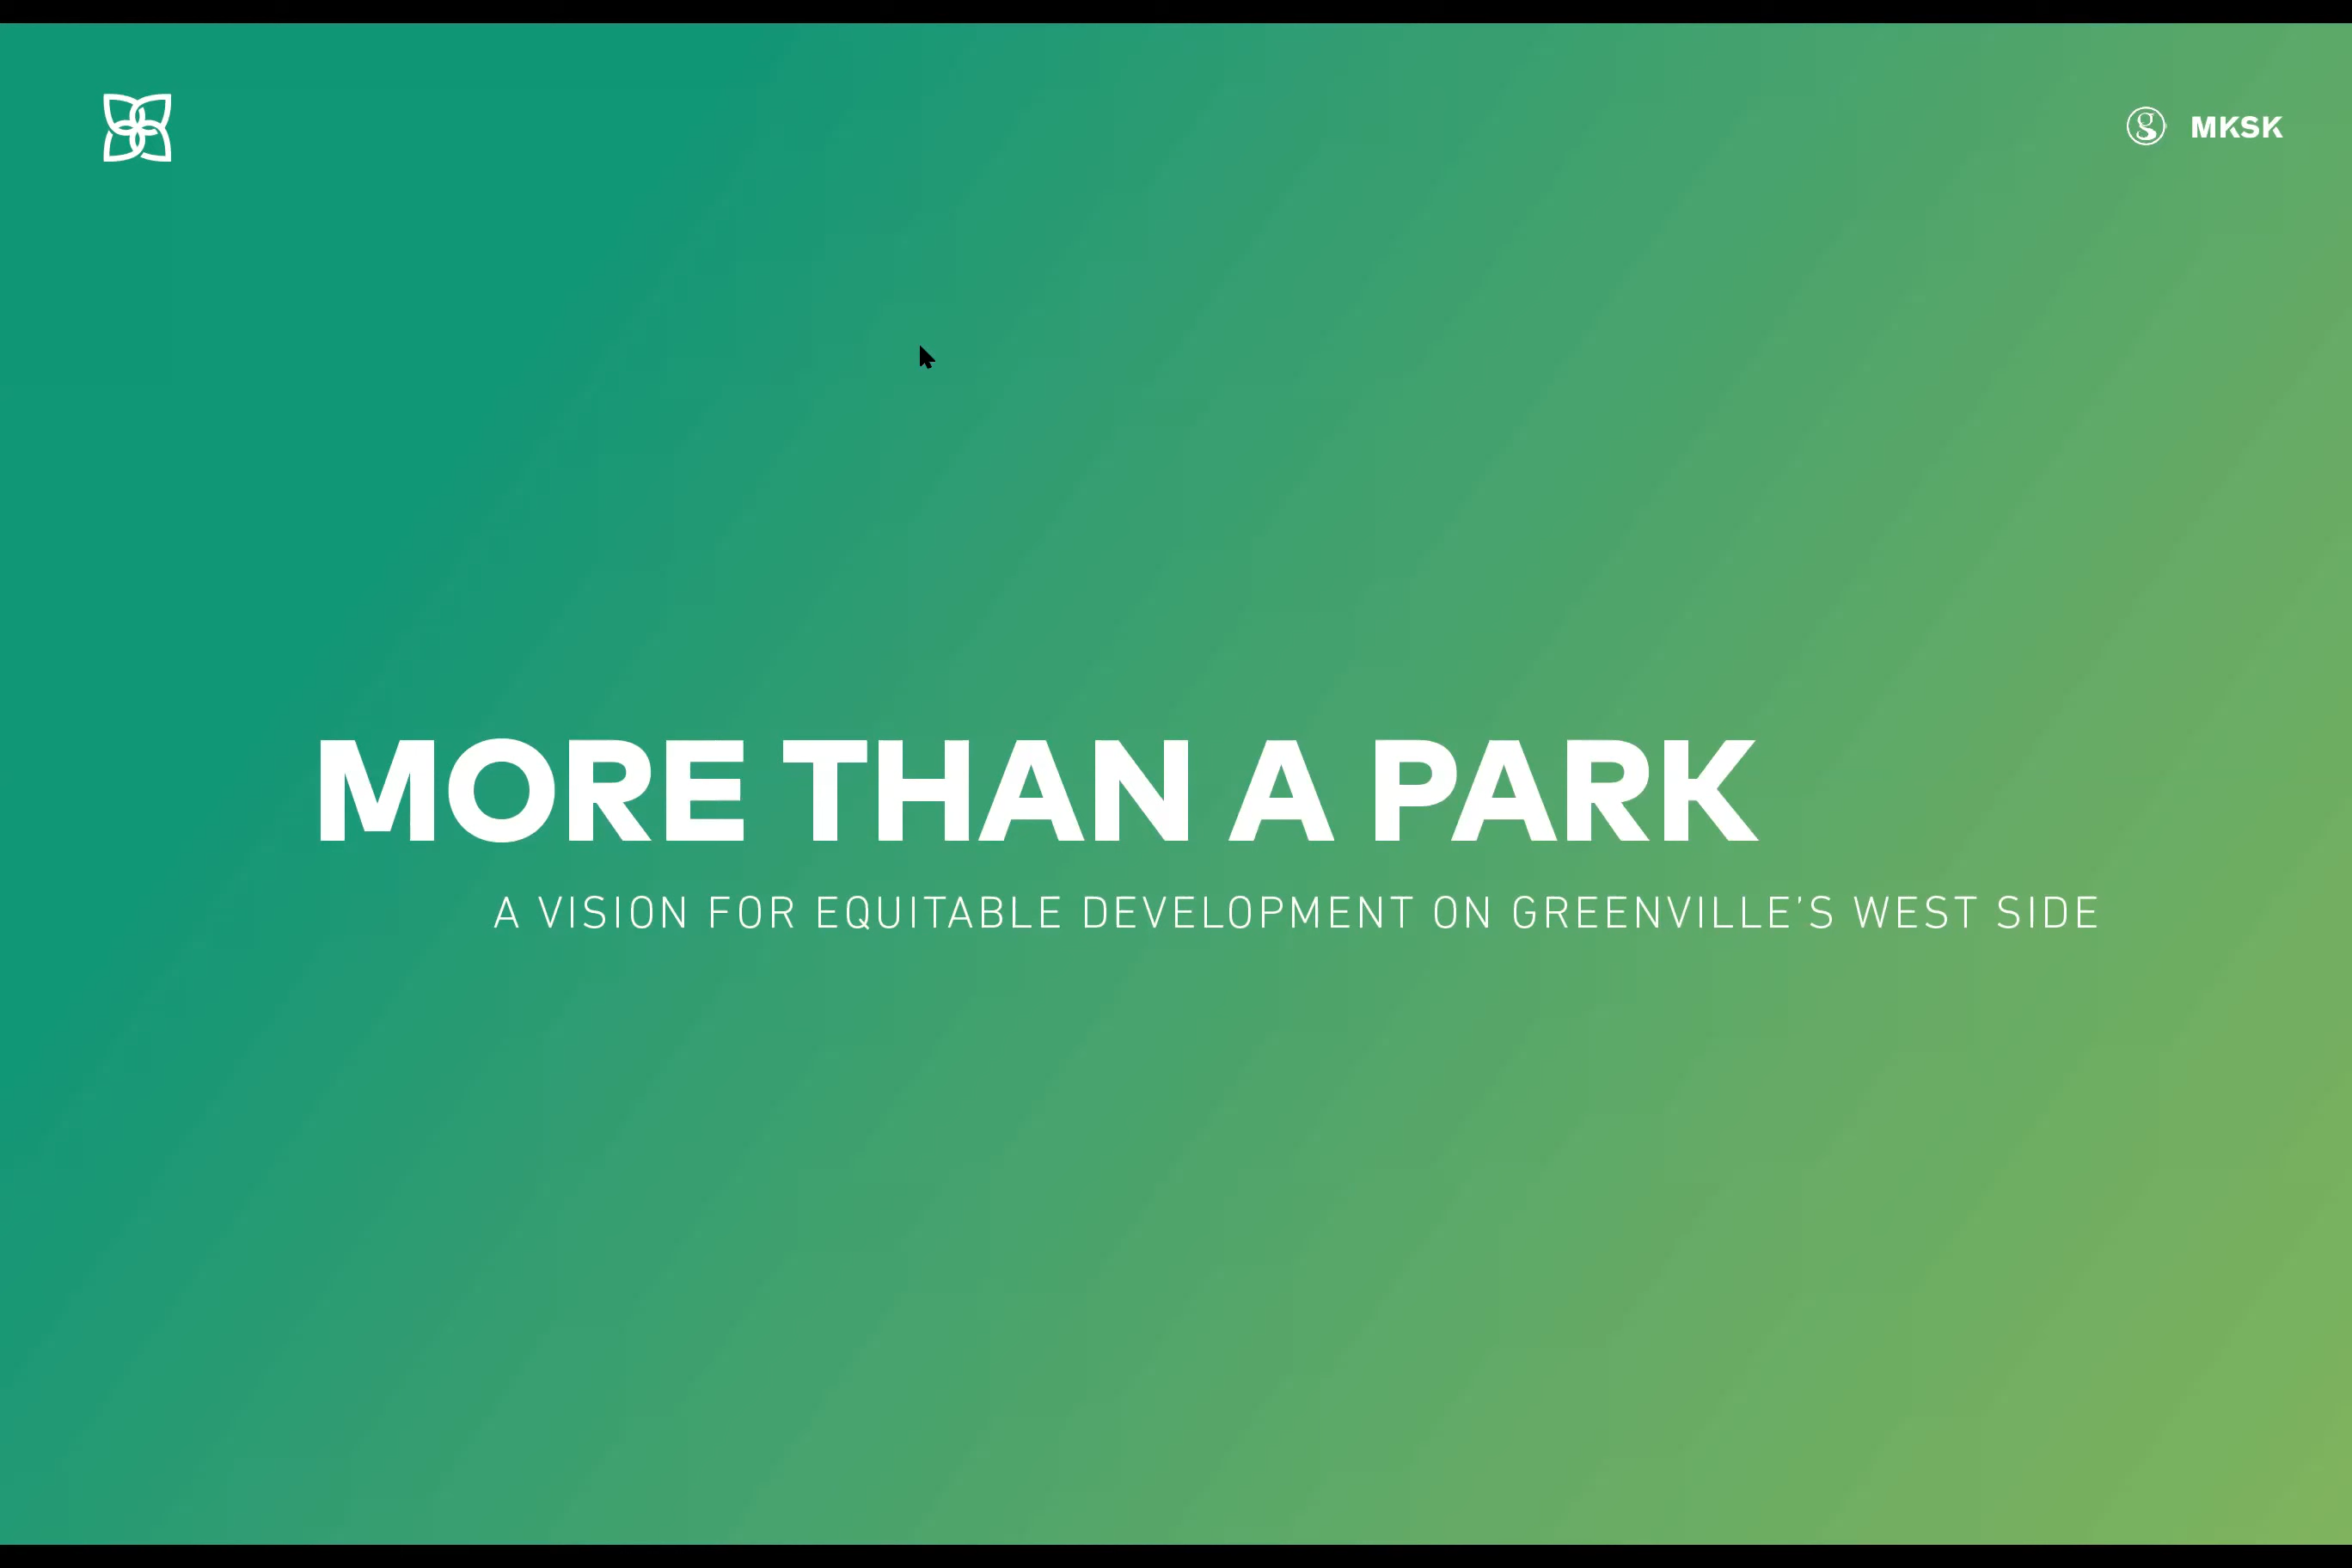 g MKSK
MORE THAN A PARK
A VISION FOR EQUITABLE DEVELOPMENT ON GREENVILLE’S WEST SIDE